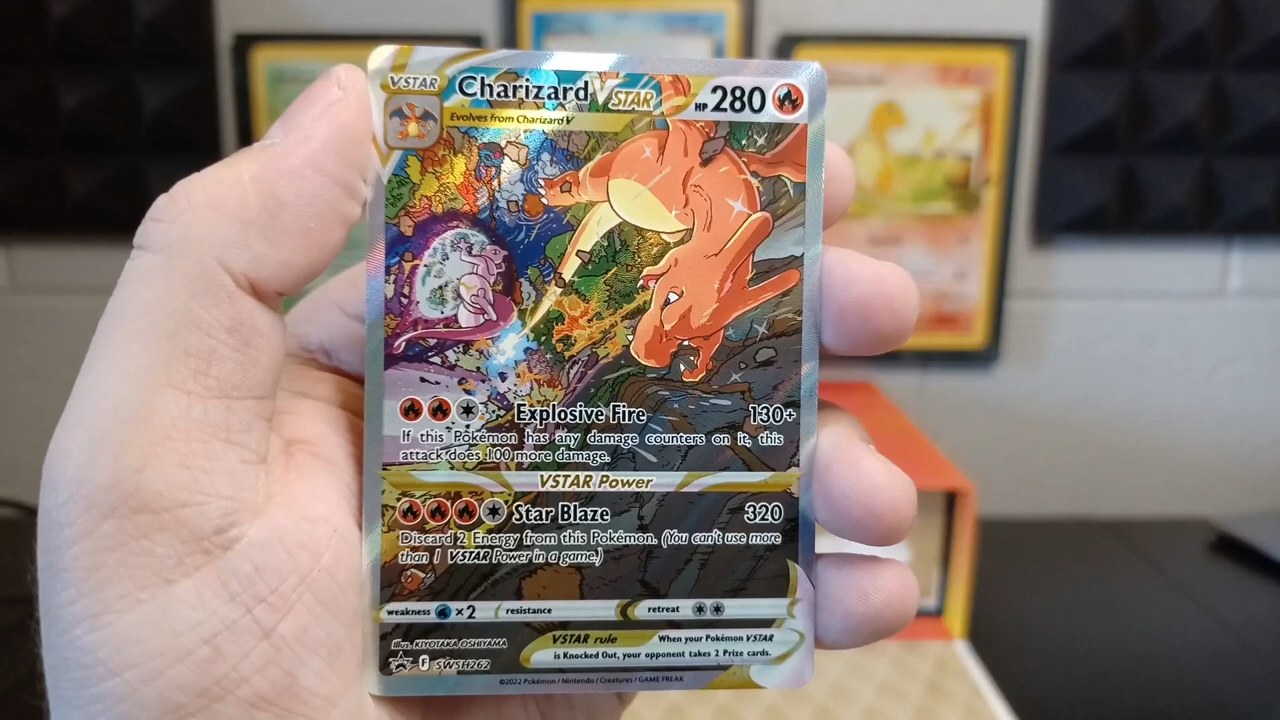 VSTAR
Charizard VSTAR HP 280
Evolves from Charizard V
Explosive Fire 130+
If this Pokémon has any damage counters on it, this
attack does 100 more damage.
VSTAR Power
Star Blaze 320
Discard 2 Energy from this Pokémon. (You can't use more
than 1 VSTAR Power in a game.)
weakness ×2 resistance retreat
Illus. KIYOTAKA OSHIYAMA
VSTAR rule When your Pokémon VSTAR
is Knocked Out, your opponent takes 2 Prize cards.
F SWSH262
©2022 Pokémon / Nintendo / Creatures / GAME FREAK